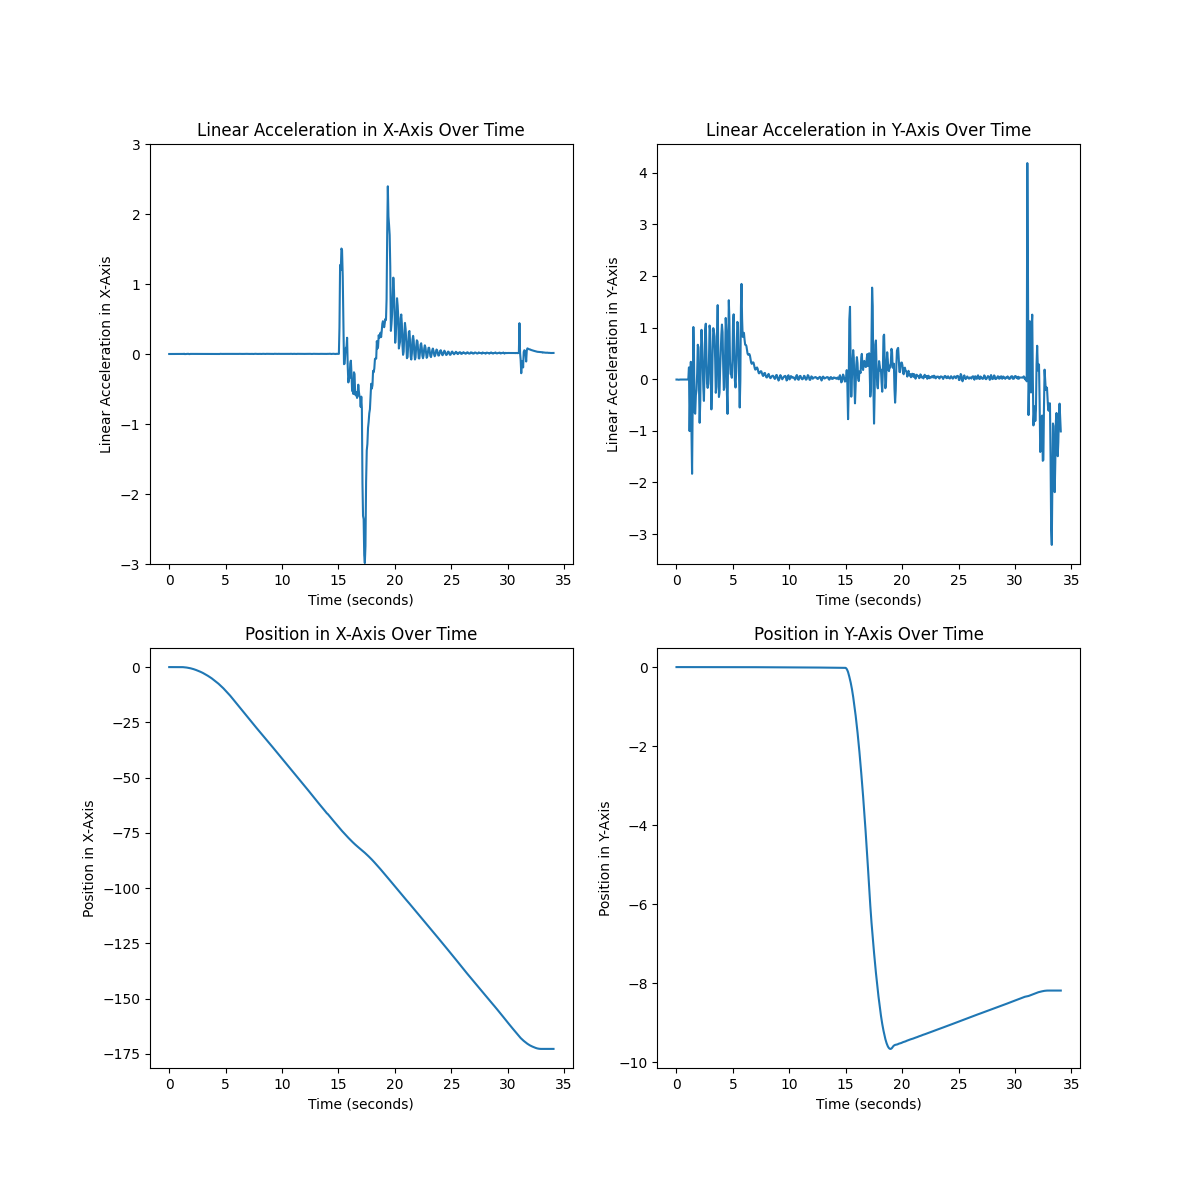 Linear Acceleration in X-Axis Over Time
Linear Acceleration in X-Axis
3
2
1
0
−1
−2
−3
0 5 10 15 20 25 30 35
Time (seconds)
Linear Acceleration in Y-Axis Over Time
Linear Acceleration in Y-Axis
4
3
2
1
0
−1
−2
−3
0 5 10 15 20 25 30 35
Time (seconds)
Position in X-Axis Over Time
Position in X-Axis
0
−25
−50
−75
−100
−125
−150
−175
0 5 10 15 20 25 30 35
Time (seconds)
Position in Y-Axis Over Time
Position in Y-Axis
0
−2
−4
−6
−8
−10
0 5 10 15 20 25 30 35
Time (seconds)